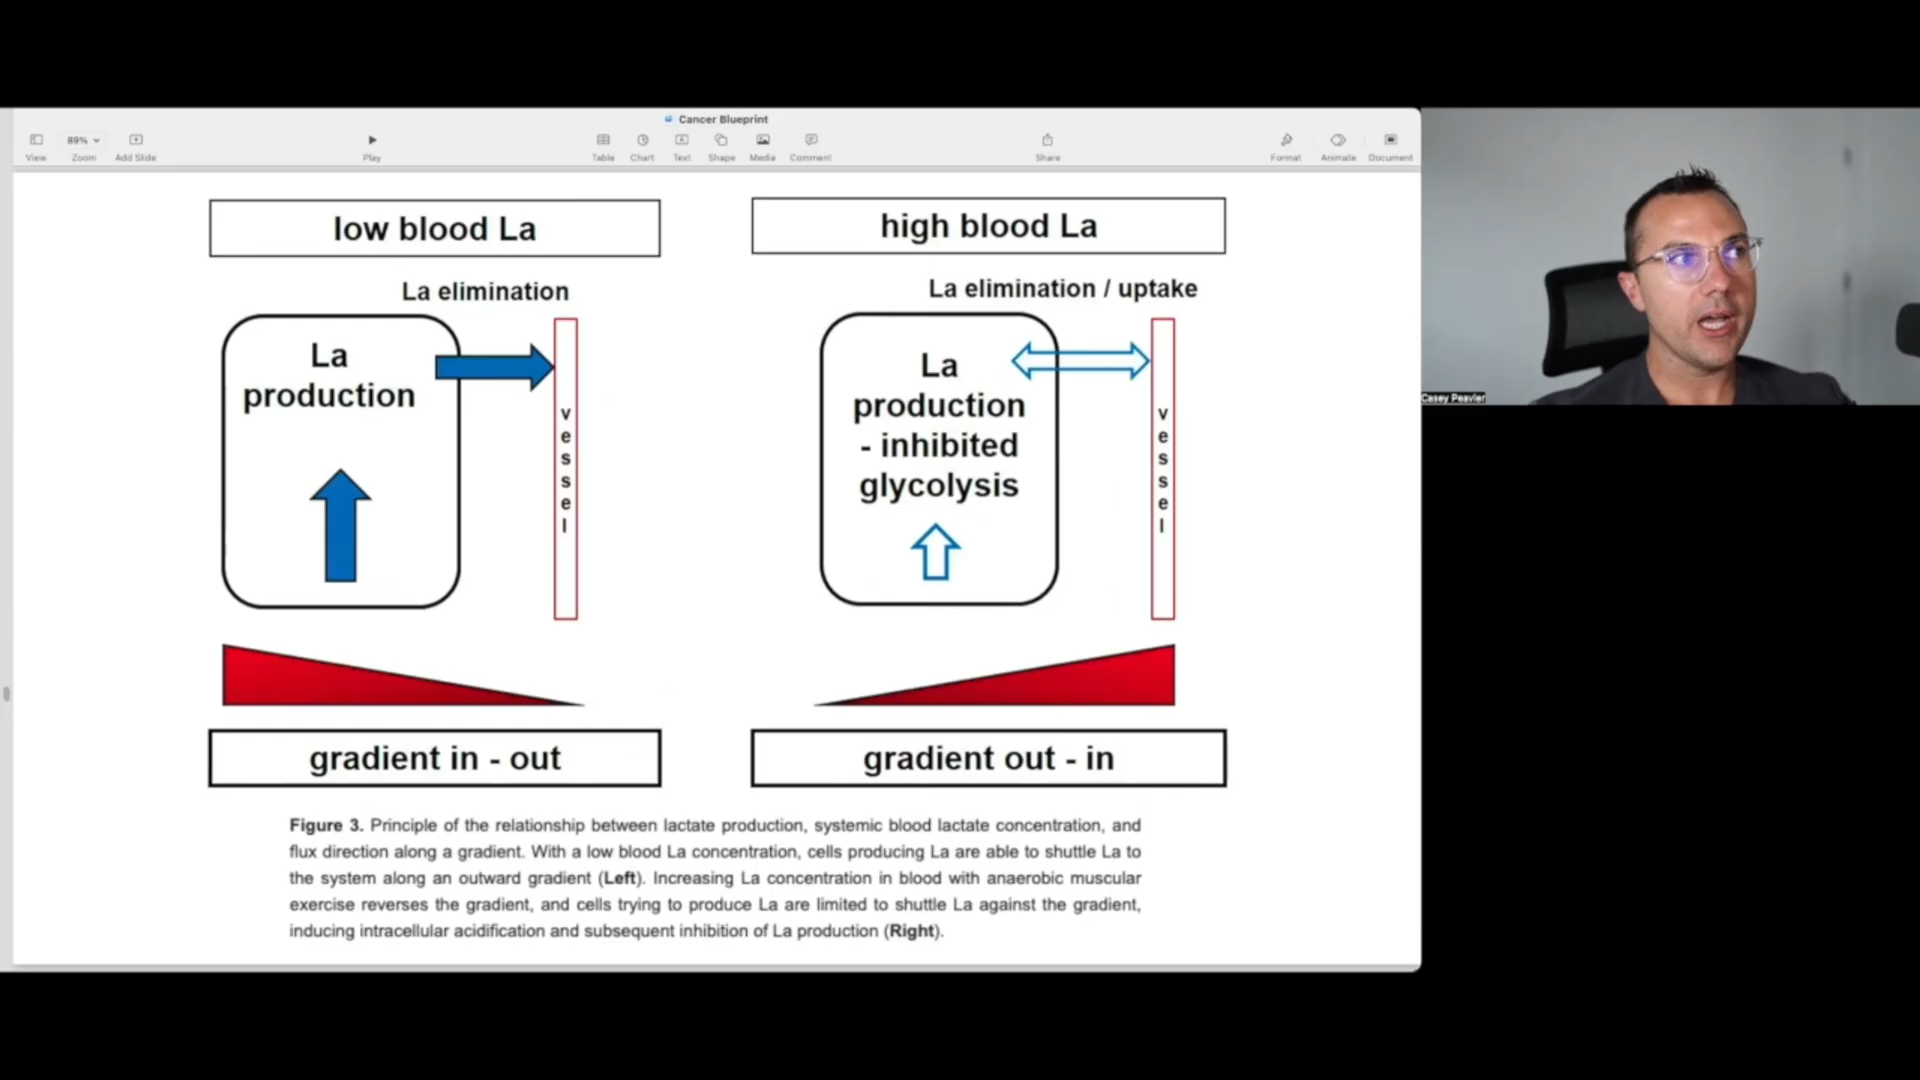 Cancer Blueprint
View
89%
Zoom
Add Slide
Play
Table
Chart
Text
Shape
Media
Comment
Share
Format
Animate
Document
low blood La
high blood La
La elimination
La elimination / uptake
La
production
vessel
La
production
- inhibited
glycolysis
vessel
gradient in - out
gradient out - in
Figure 3. Principle of the relationship between lactate production, systemic blood lactate concentration, and
flux direction along a gradient. With a low blood La concentration, cells producing La are able to shuttle La to
the system along an outward gradient (Left). Increasing La concentration in blood with anaerobic muscular
exercise reverses the gradient, and cells trying to produce La are limited to shuttle La against the gradient,
inducing intracellular acidification and subsequent inhibition of La production (Right).
Casey Peavler